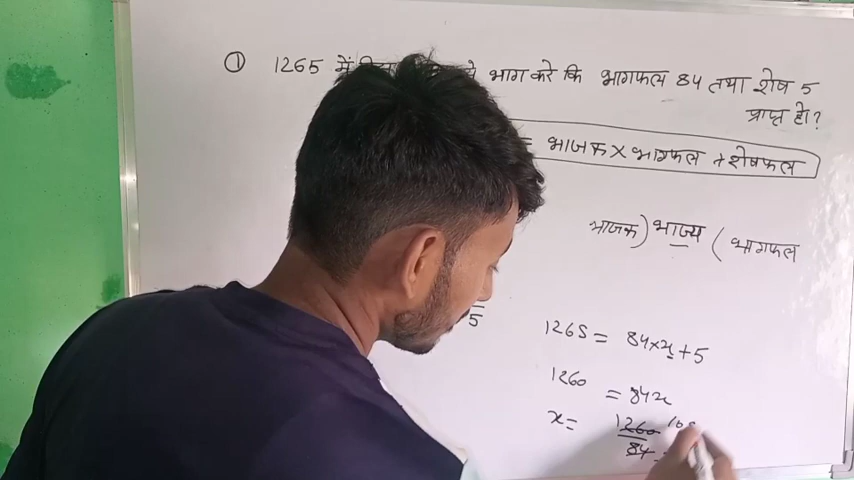 ① 1265 में भाग करे कि भागफल 84 तथा शेष 5
प्राप्त हो?
= भाजक × भागफल + शेषफल
भाजक ) भाज्य ( भागफल
5
1265 = 84×x + 5
1260 = 84x
x = 1260
84